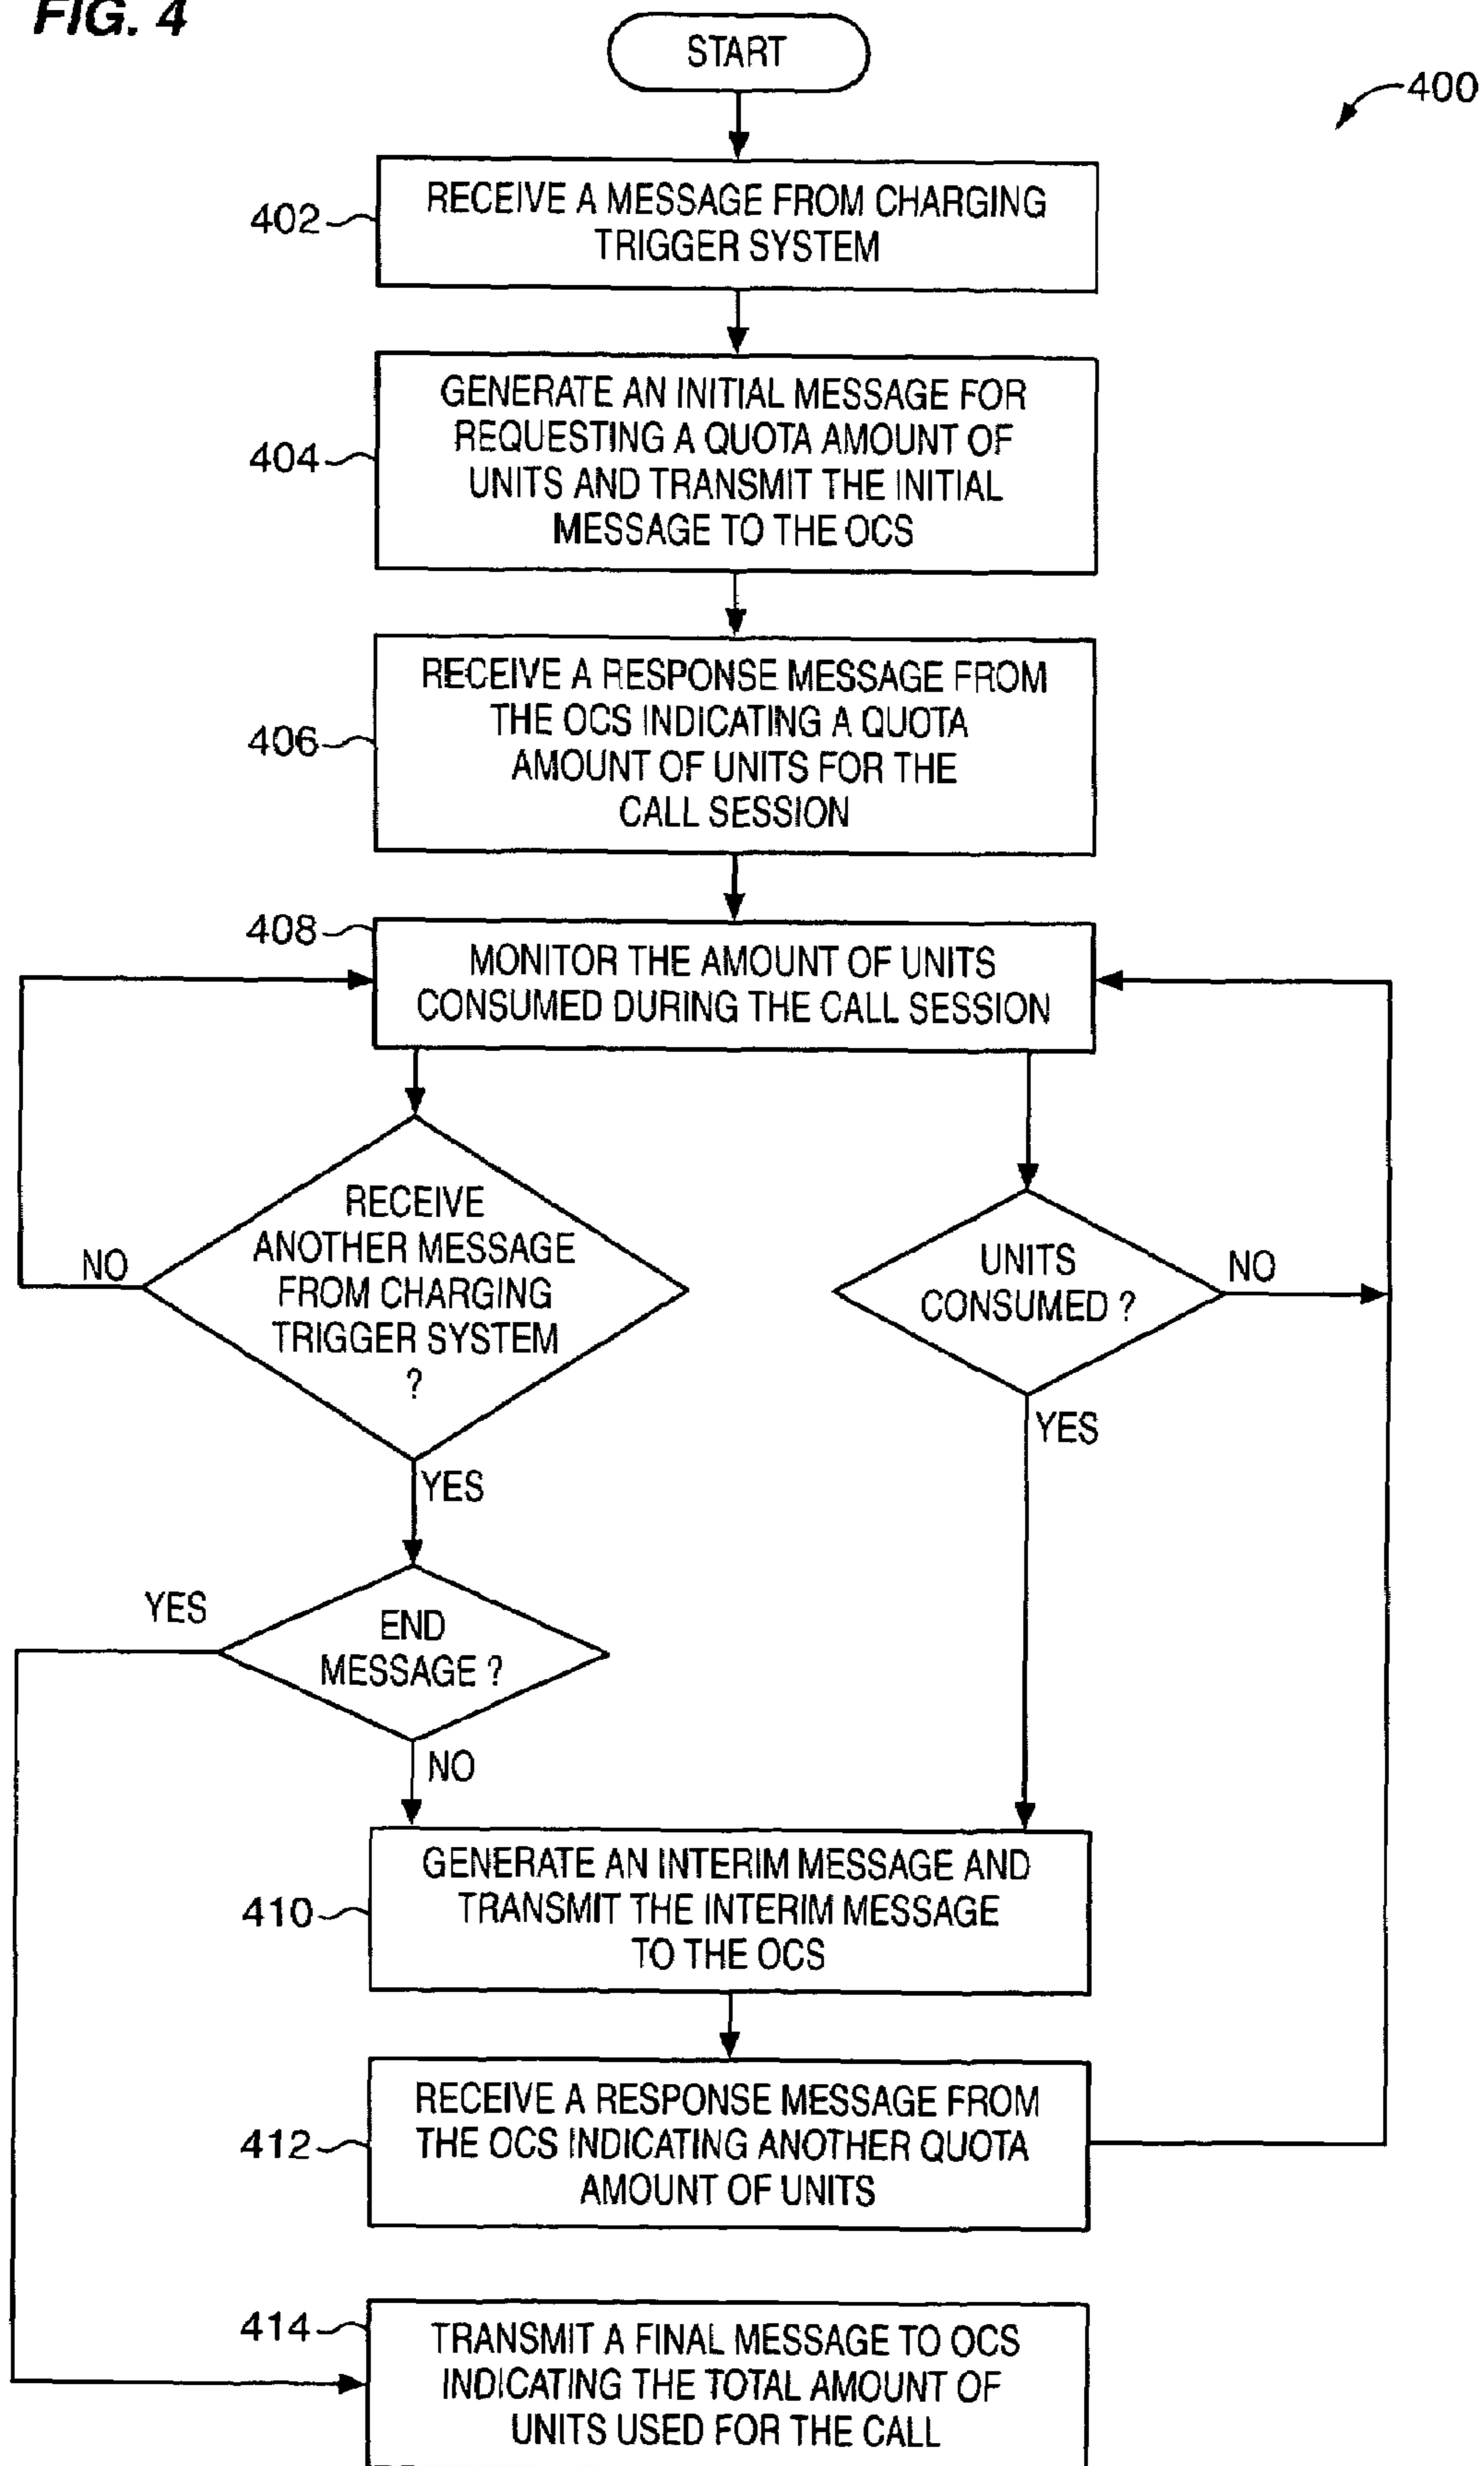 FIG. 4
START
400
402
RECEIVE A MESSAGE FROM CHARGING
TRIGGER SYSTEM
404
GENERATE AN INITIAL MESSAGE FOR
REQUESTING A QUOTA AMOUNT OF
UNITS AND TRANSMIT THE INITIAL
MESSAGE TO THE OCS
406
RECEIVE A RESPONSE MESSAGE FROM
THE OCS INDICATING A QUOTA
AMOUNT OF UNITS FOR THE
CALL SESSION
408
MONITOR THE AMOUNT OF UNITS
CONSUMED DURING THE CALL SESSION
RECEIVE
ANOTHER MESSAGE
FROM CHARGING
TRIGGER SYSTEM
?
NO
YES
UNITS
CONSUMED ?
NO
YES
END
MESSAGE ?
YES
NO
410
GENERATE AN INTERIM MESSAGE AND
TRANSMIT THE INTERIM MESSAGE
TO THE OCS
412
RECEIVE A RESPONSE MESSAGE FROM
THE OCS INDICATING ANOTHER QUOTA
AMOUNT OF UNITS
414
TRANSMIT A FINAL MESSAGE TO OCS
INDICATING THE TOTAL AMOUNT OF
UNITS USED FOR THE CALL